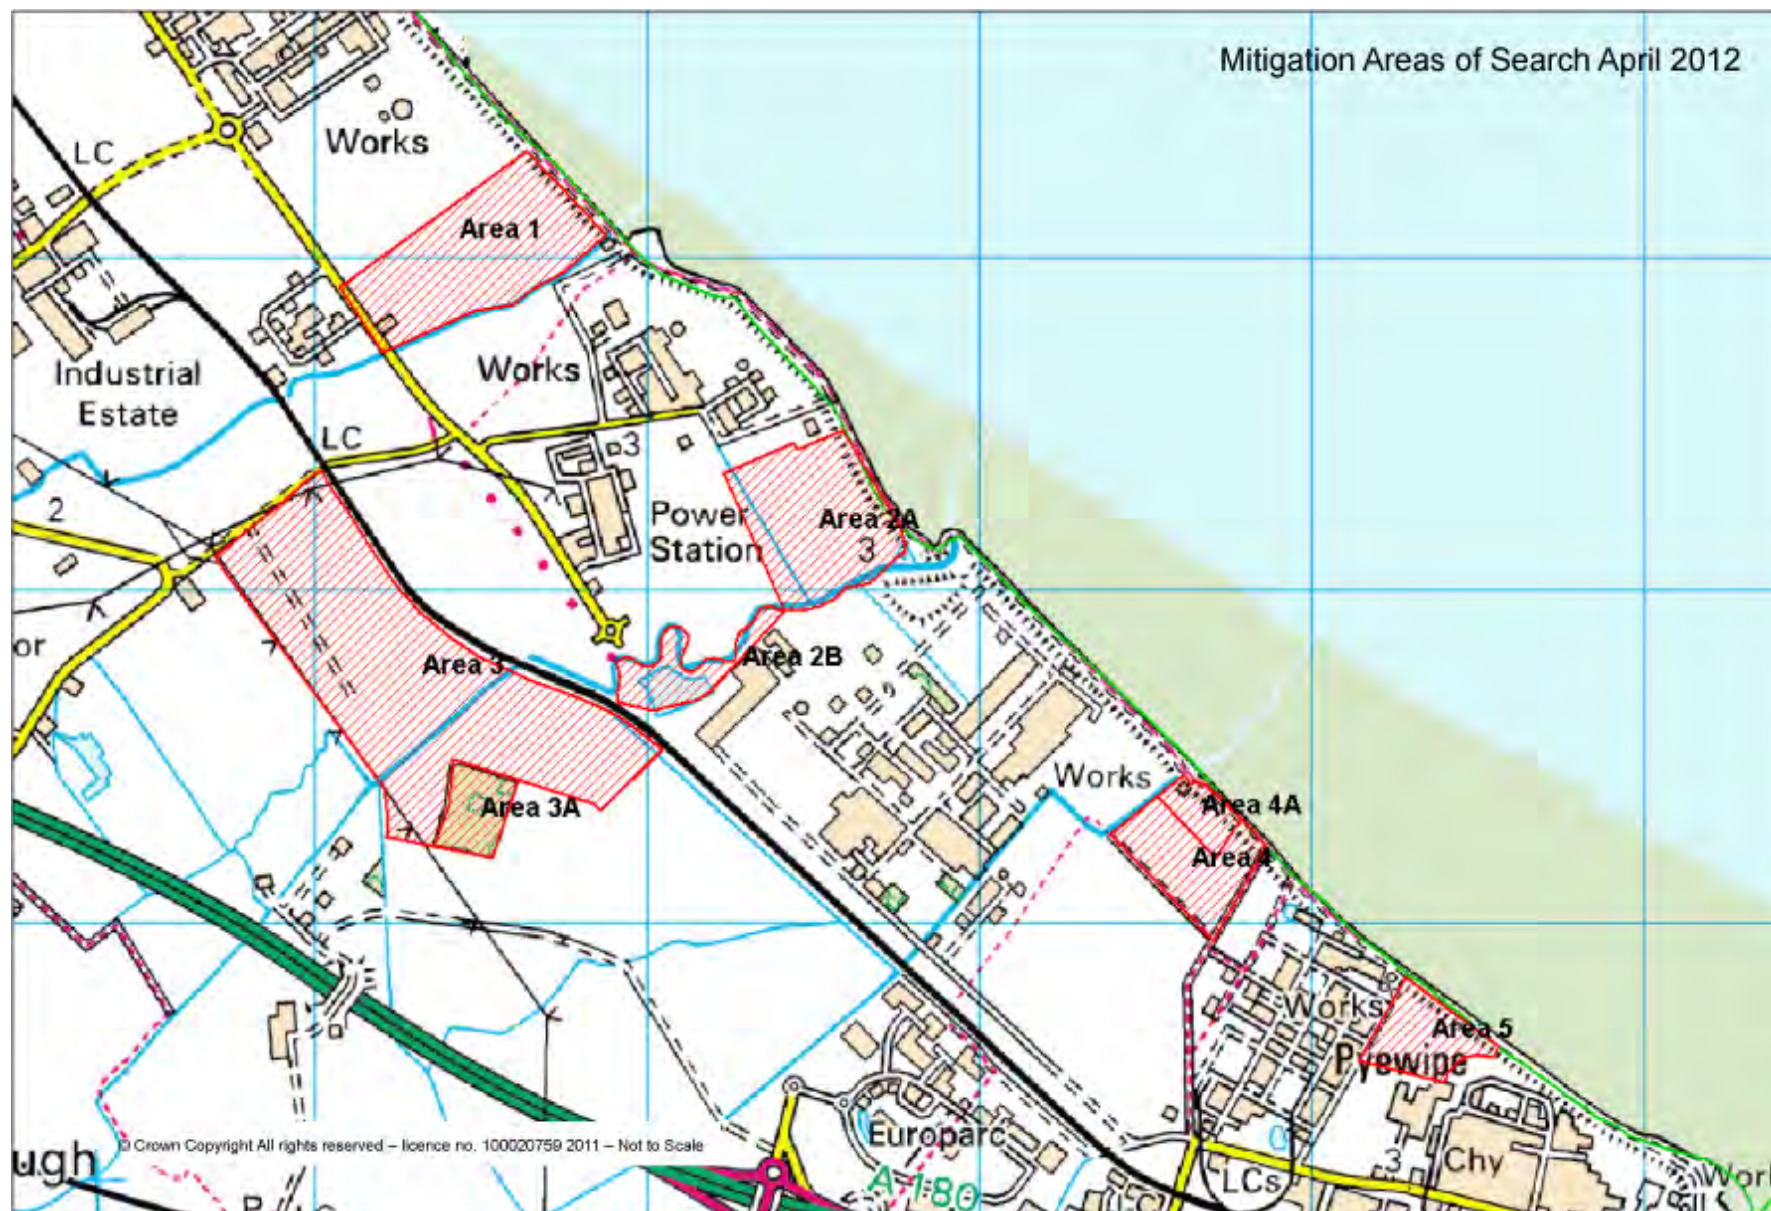 Mitigation Areas of Search April 2012
Works
LC
Area 1
Industrial
Estate
Works
LC
3
2
Power
Station
Area 2A
3
or
Area 3
Area 2B
Area 3A
Works
Area 4A
Area 4
Works
Area 5
Pyewipe
Europarc
© Crown Copyright All rights reserved – licence no. 100020759 2011 – Not to Scale
ugh
A 180
LC
LCs
3
Chy
Wor